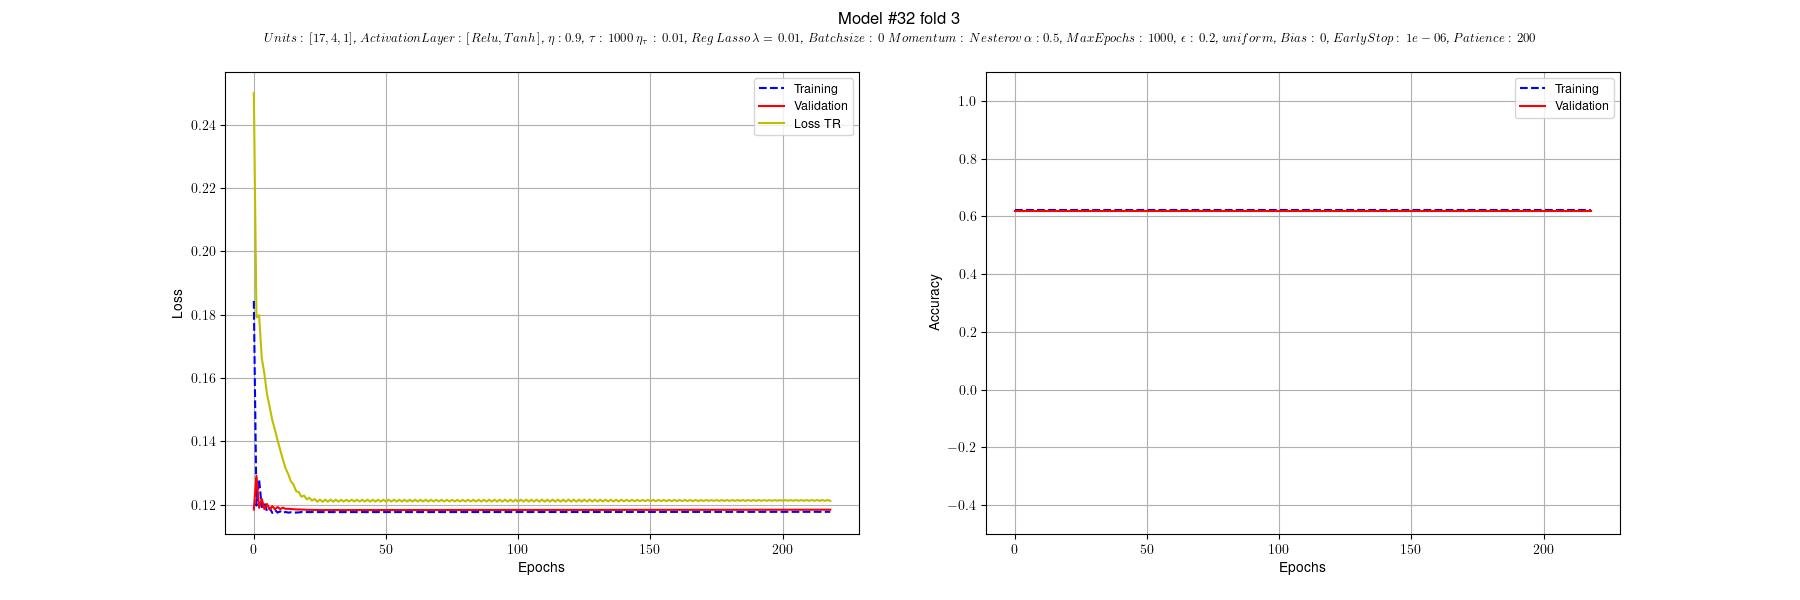 Model #32 fold 3
Units : [17, 4, 1], ActivationLayer : [Relu, Tanh], η : 0.9, τ : 1000 ητ : 0.01, Reg Lasso λ = 0.01, Batchsize : 0 Momentum : Nesterov α : 0.5, MaxEpochs : 1000, ϵ : 0.2, uniform, Bias : 0, EarlyStop : 1e − 06, Patience : 200
Training
Validation
Loss TR
0.24
0.22
0.20
0.18
0.16
0.14
0.12
Loss
0 50 100 150 200
Epochs
Training
Validation
1.0
0.8
0.6
0.4
0.2
0.0
−0.2
−0.4
Accuracy
0 50 100 150 200
Epochs